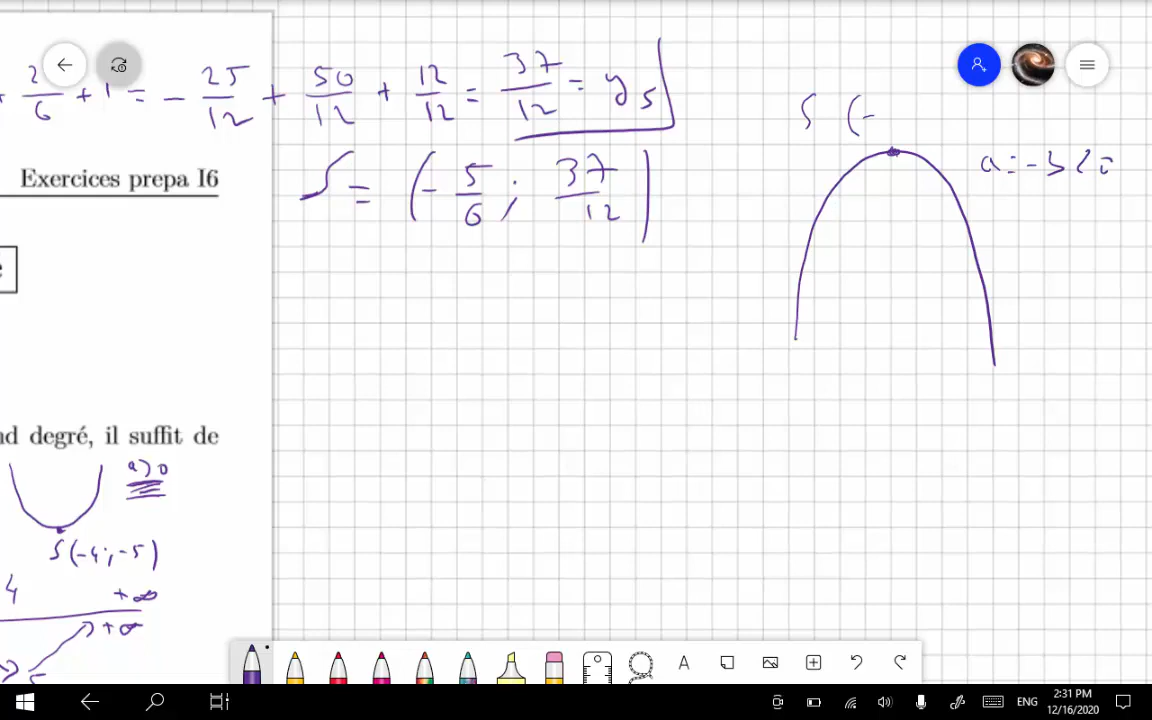 + 2/6 + 1 = - 25/12 + 50/12 + 12/12 = 37/12 = y_s
S (-
S = (- 5/6 ; 37/12)
a = -3 < 0
Exercices prepa I6
nd degré, il suffit de
a > 0
S(-4 ; -5)
4 +∞
+∞
A
ENG
2:31 PM
12/16/2020